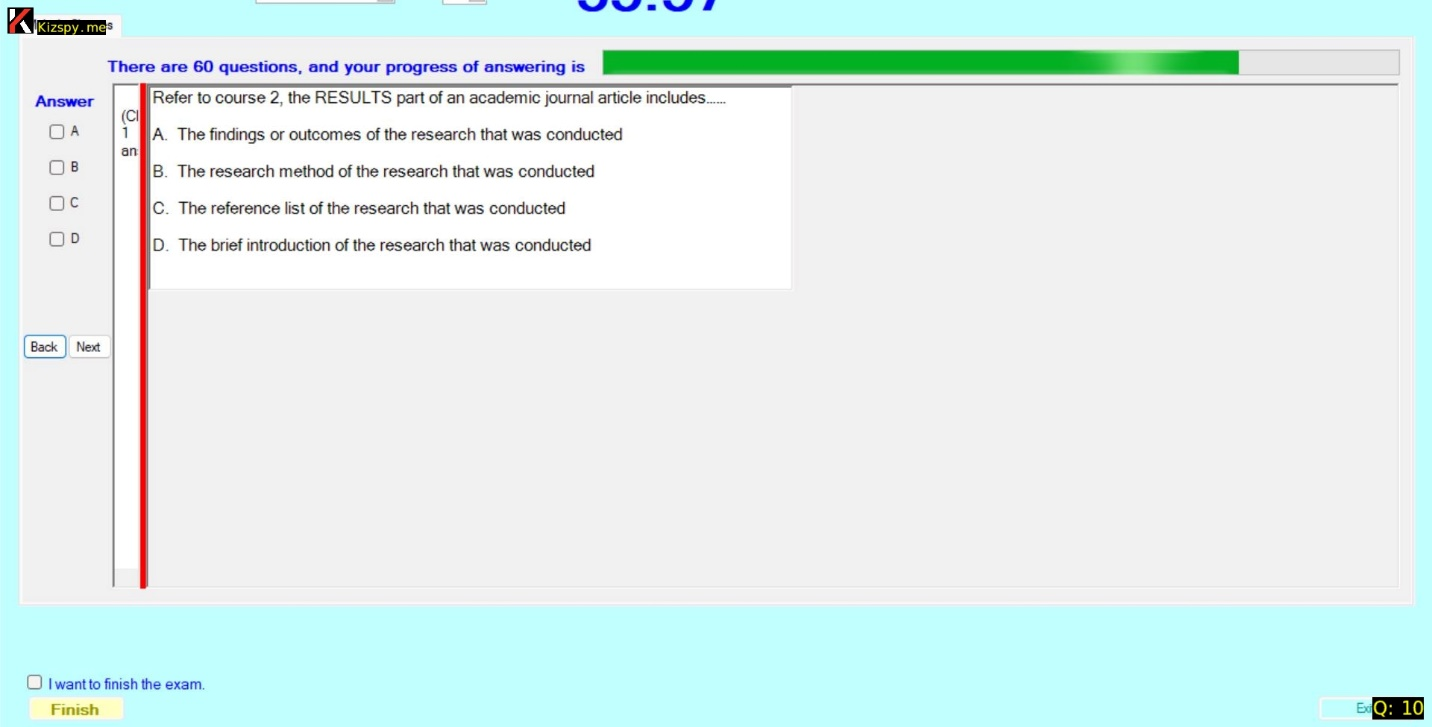 Kizspy.me
There are 60 questions, and your progress of answering is
Answer
A
B
C
D
Back
Next
(Cl
1
an
Refer to course 2, the RESULTS part of an academic journal article includes......
A. The findings or outcomes of the research that was conducted
B. The research method of the research that was conducted
C. The reference list of the research that was conducted
D. The brief introduction of the research that was conducted
I want to finish the exam.
Finish
Q: 10